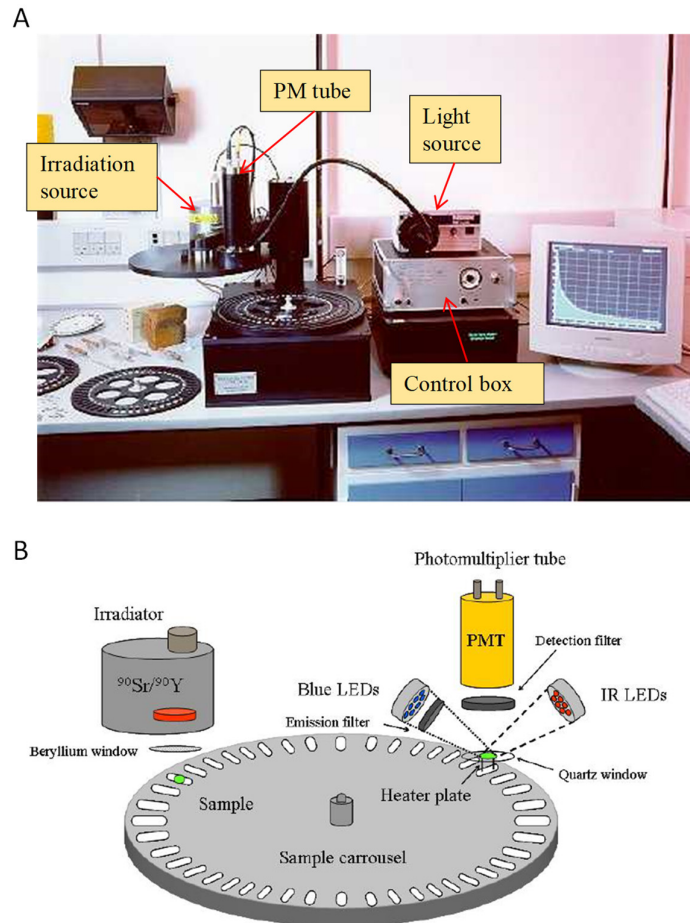 A
PM tube
Light
source
Irradiation
source
Control box
B
Photomultiplier tube
Irradiator
PMT
Detection filter
⁹⁰Sr/⁹⁰Y
Blue LEDs
IR LEDs
Emission filter
Beryllium window
Quartz window
Sample
Heater plate
Sample carrousel